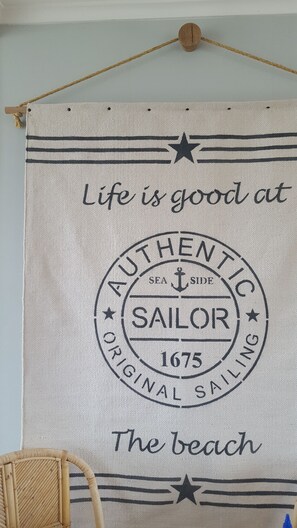 Life is good at
AUTHENTIC
SEA SIDE
SAILOR
1675
ORIGINAL SAILING
The beach